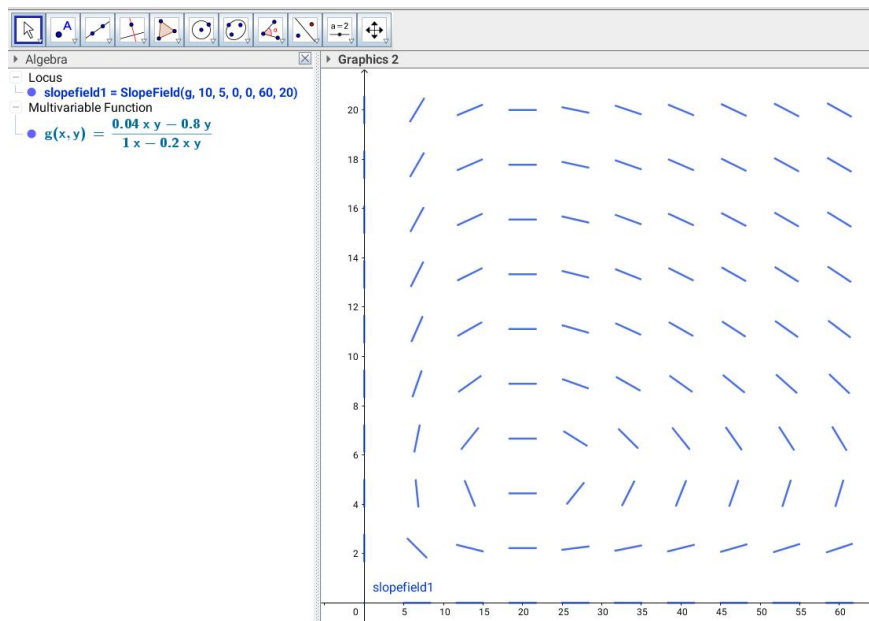 A
α
a=2
Algebra
Graphics 2
Locus
slopefield1 = SlopeField(g, 10, 5, 0, 0, 60, 20)
Multivariable Function
g(x,y) = (0.04 x y − 0.8 y) / (1 x − 0.2 x y)
20
18
16
14
12
10
8
6
4
2
slopefield1
0 5 10 15 20 25 30 35 40 45 50 55 60